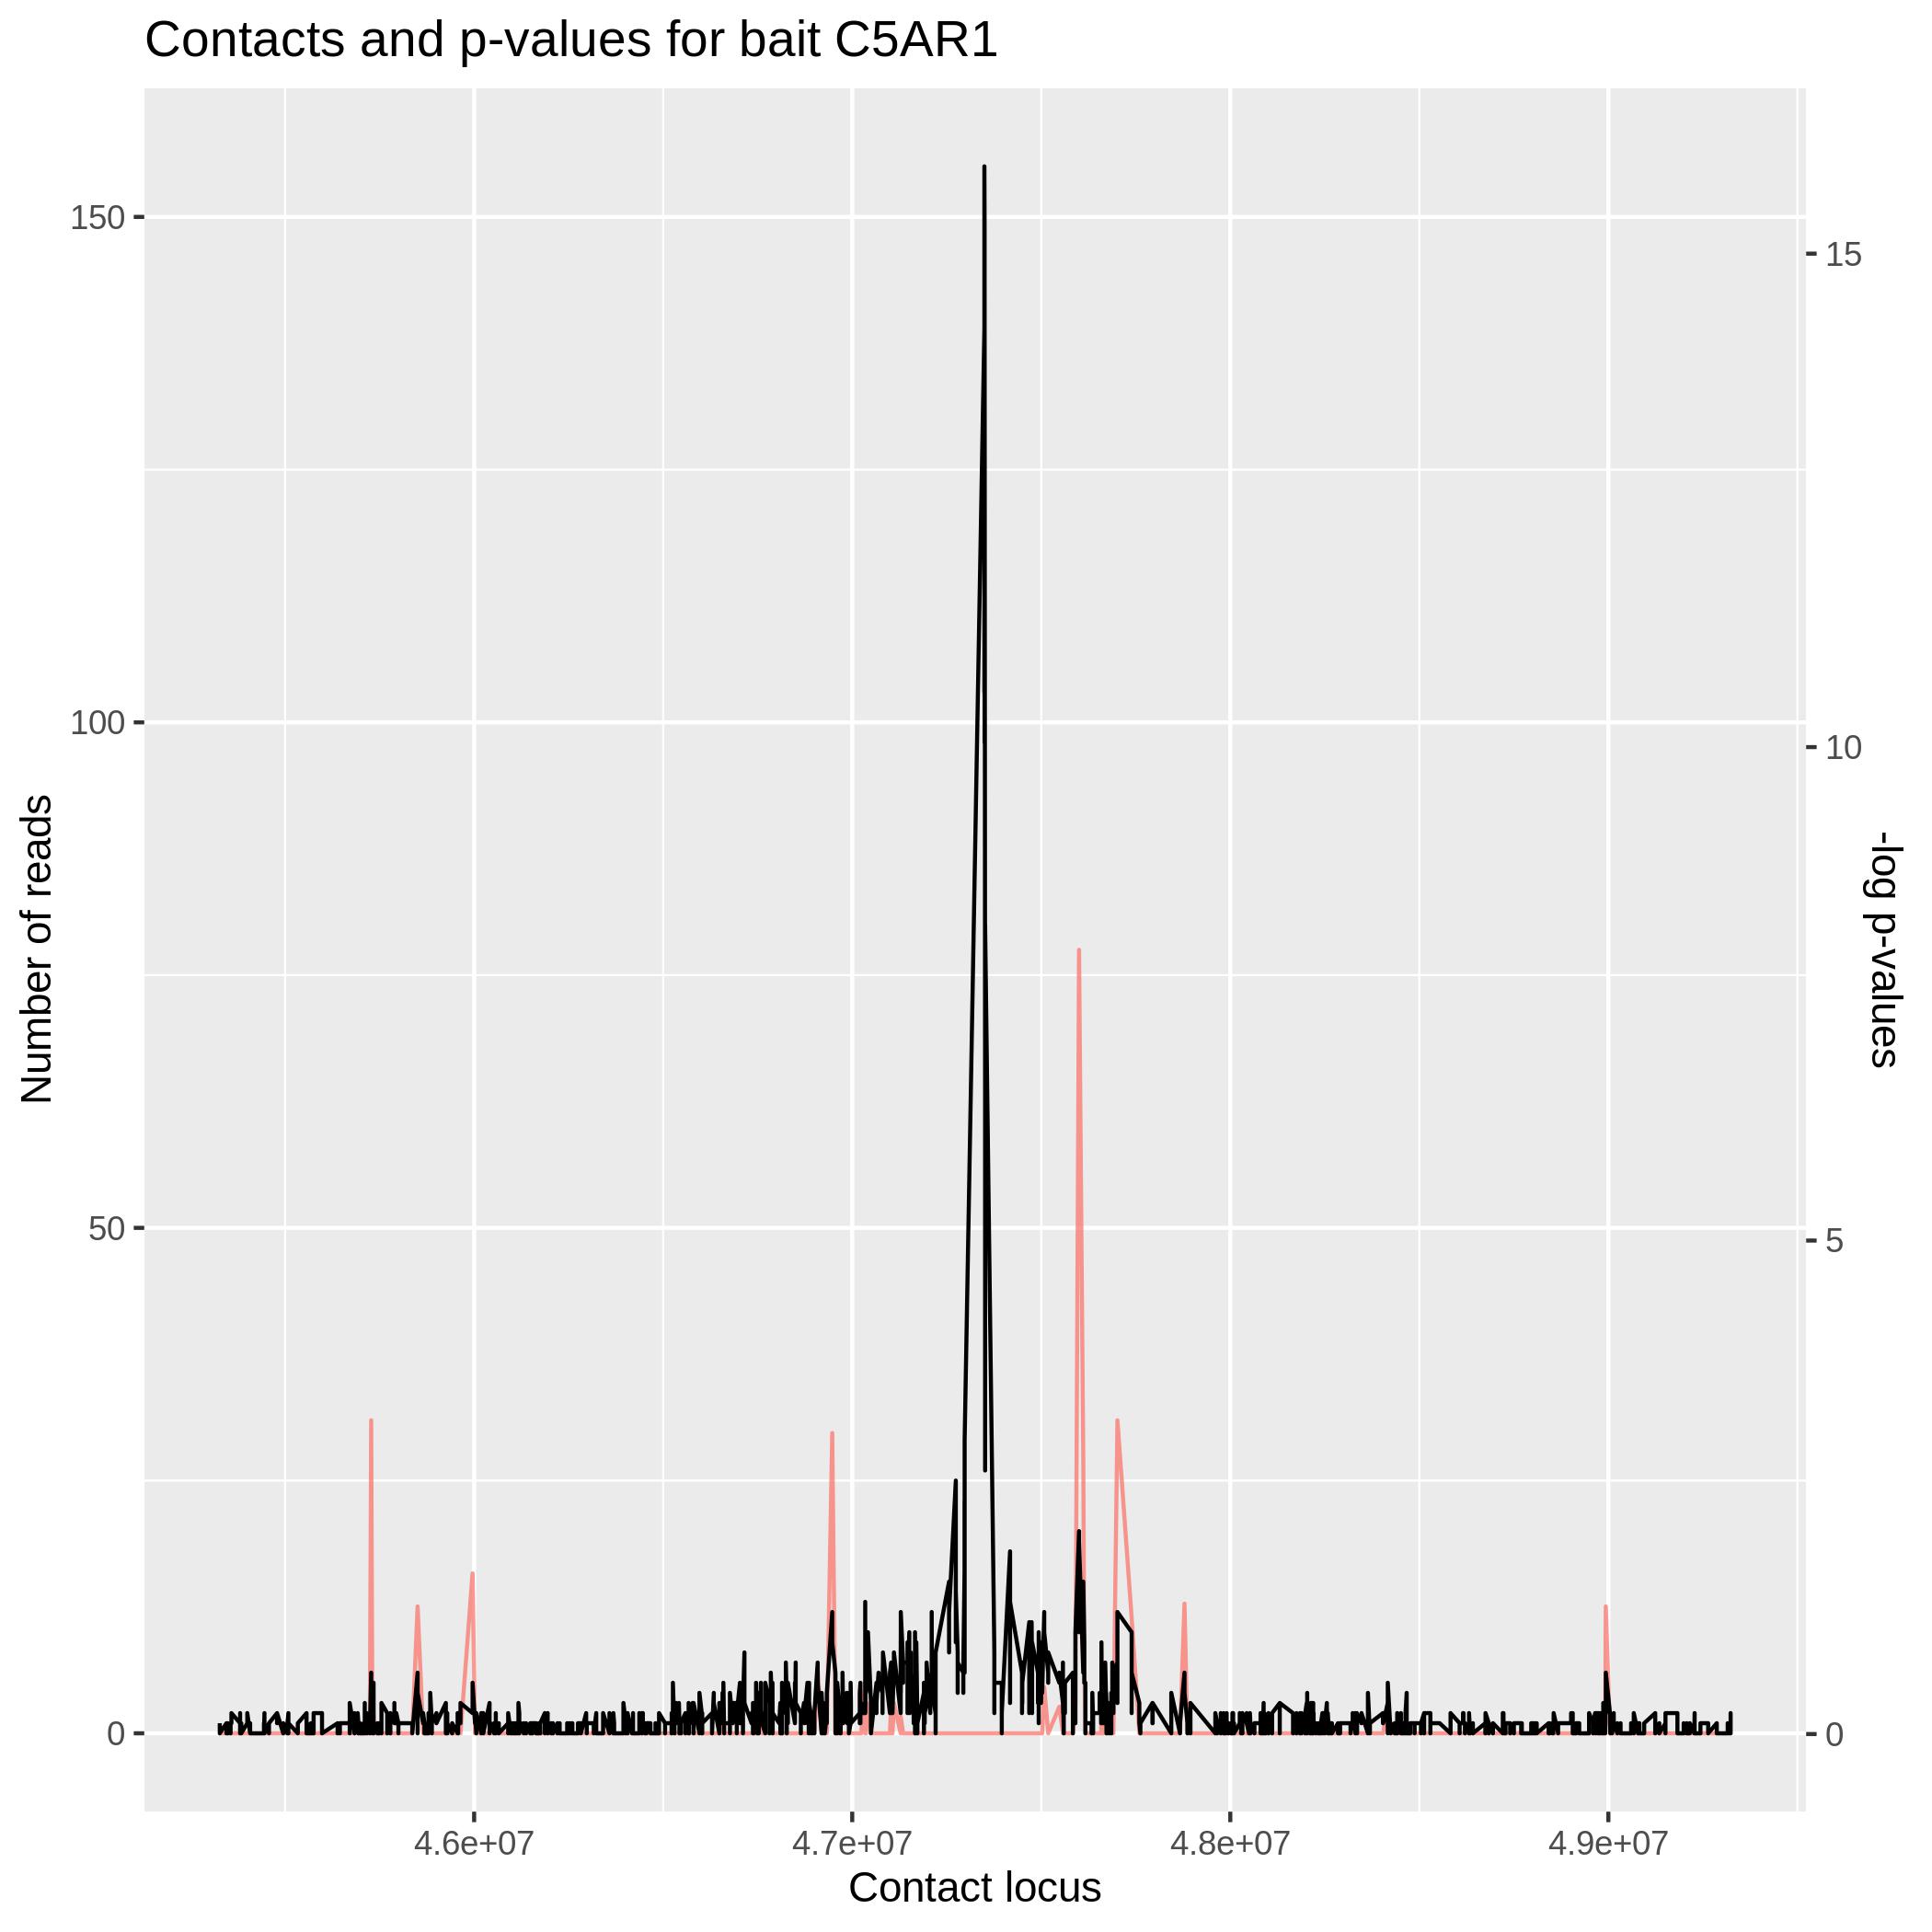 Contacts and p-values for bait C5AR1
150
100
50
0
Number of reads
15
10
5
0
-log p-values
4.6e+07
4.7e+07
4.8e+07
4.9e+07
Contact locus